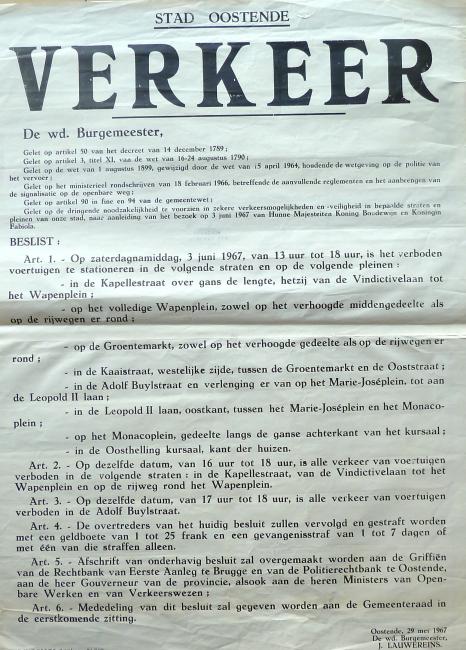 STAD OOSTENDE
VERKEER
De wd. Burgemeester,
Gelet op artikel 50 van het decreet van 14 december 1789;
Gelet op artikel 3, titel XI, van de wet van 16-24 augustus 1790;
Gelet op de wet van 1 augustus 1899, gewijzigd door de wet van 15 april 1964, houdende de wetgeving op de politie van
het vervoer;
Gelet op het ministerieel rondschrijven van 18 februari 1966, betreffende de aanvullende reglementen en het aanbrengen van
de signalisatie op de openbare weg;
Gelet op artikel 90 in fine en 94 van de gemeentewet;
Gelet op de dringende noodzakelijkheid te voorzien in zekere verkeersmogelijkheden en -veiligheid in bepaalde straten en
pleinen van onze stad, naar aanleiding van het bezoek op 3 juni 1967 van Hunne Majesteiten Koning Boudewijn en Koningin
Fabiola.
BESLIST :
Art. 1. - Op zaterdagnamiddag, 3 juni 1967, van 13 uur tot 18 uur, is het verboden
voertuigen te stationeren in de volgende straten en op de volgende pleinen :
- in de Kapellestraat over gans de lengte, hetzij van de Vindictivelaan tot
het Wapenplein ;
- op het volledige Wapenplein, zowel op het verhoogde middengedeelte als
op de rijwegen er rond ;
- op de Groentemarkt, zowel op het verhoogde gedeelte als op de rijwegen er
rond ;
- in de Kaaistraat, westelijke zijde, tussen de Groentemarkt en de Ooststraat ;
- in de Adolf Buylstraat en verlenging er van op het Marie-Joséplein, tot aan
de Leopold II laan ;
- in de Leopold II laan, oostkant, tussen het Marie-Joséplein en het Monaco-
plein ;
- op het Monacoplein, gedeelte langs de ganse achterkant van het kursaal ;
- in de Oosthelling kursaal, kant der huizen.
Art. 2. - Op dezelfde datum, van 16 uur tot 18 uur, is alle verkeer van voertuigen
verboden in de volgende straten : in de Kapellestraat, van de Vindictivelaan tot het
Wapenplein en op de rijweg rond het Wapenplein.
Art. 3. - Op dezelfde datum, van 17 uur tot 18 uur, is alle verkeer van voertuigen
verboden in de Adolf Buylstraat.
Art. 4. - De overtreders van het huidig besluit zullen vervolgd en gestraft worden
met een geldboete van 1 tot 25 frank en een gevangenisstraf van 1 tot 7 dagen of
met één van die straffen alleen.
Art. 5. - Afschrift van onderhavig besluit zal overgemaakt worden aan de Griffiën
van de Rechtbank van Eerste Aanleg te Brugge en van de Politierechtbank te Oostende,
aan de heer Gouverneur van de provincie, alsook aan de heren Ministers van Open-
bare Werken en van Verkeerswezen ;
Art. 6. - Mededeling van dit besluit zal gegeven worden aan de Gemeenteraad in
de eerstkomende zitting.
Oostende, 29 mei 1967
De wd. Burgemeester,
J. LAUWEREINS.